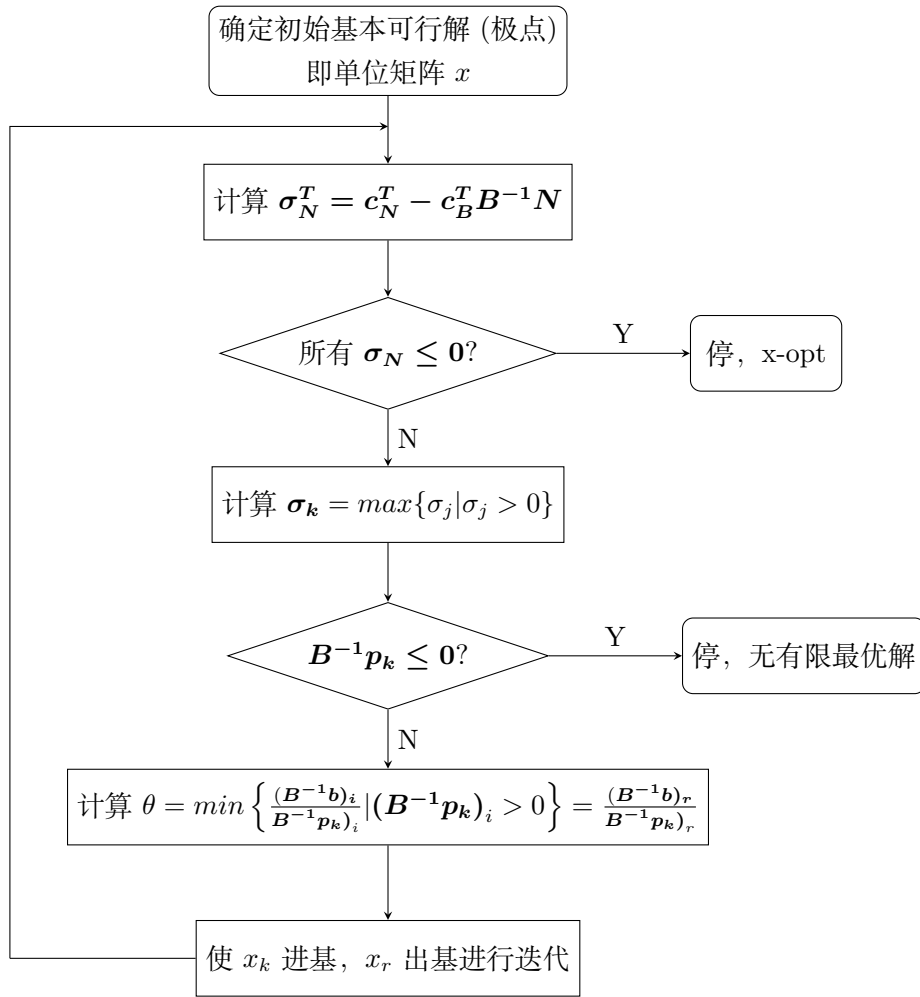 确定初始基本可行解 (极点)
即单位矩阵 x
计算 σ_N^T = c_N^T − c_B^T B^{−1} N
所有 σ_N ≤ 0?
Y
停，x-opt
N
计算 σ_k = max{σ_j|σ_j > 0}
B^{−1}p_k ≤ 0?
Y
停，无有限最优解
N
计算 θ = min{\frac{(B^{−1}b)_i}{B^{−1}p_k)_i}|(B^{−1}p_k)_i > 0} = \frac{(B^{−1}b)_r}{B^{−1}p_k)_r}
使 x_k 进基，x_r 出基进行迭代